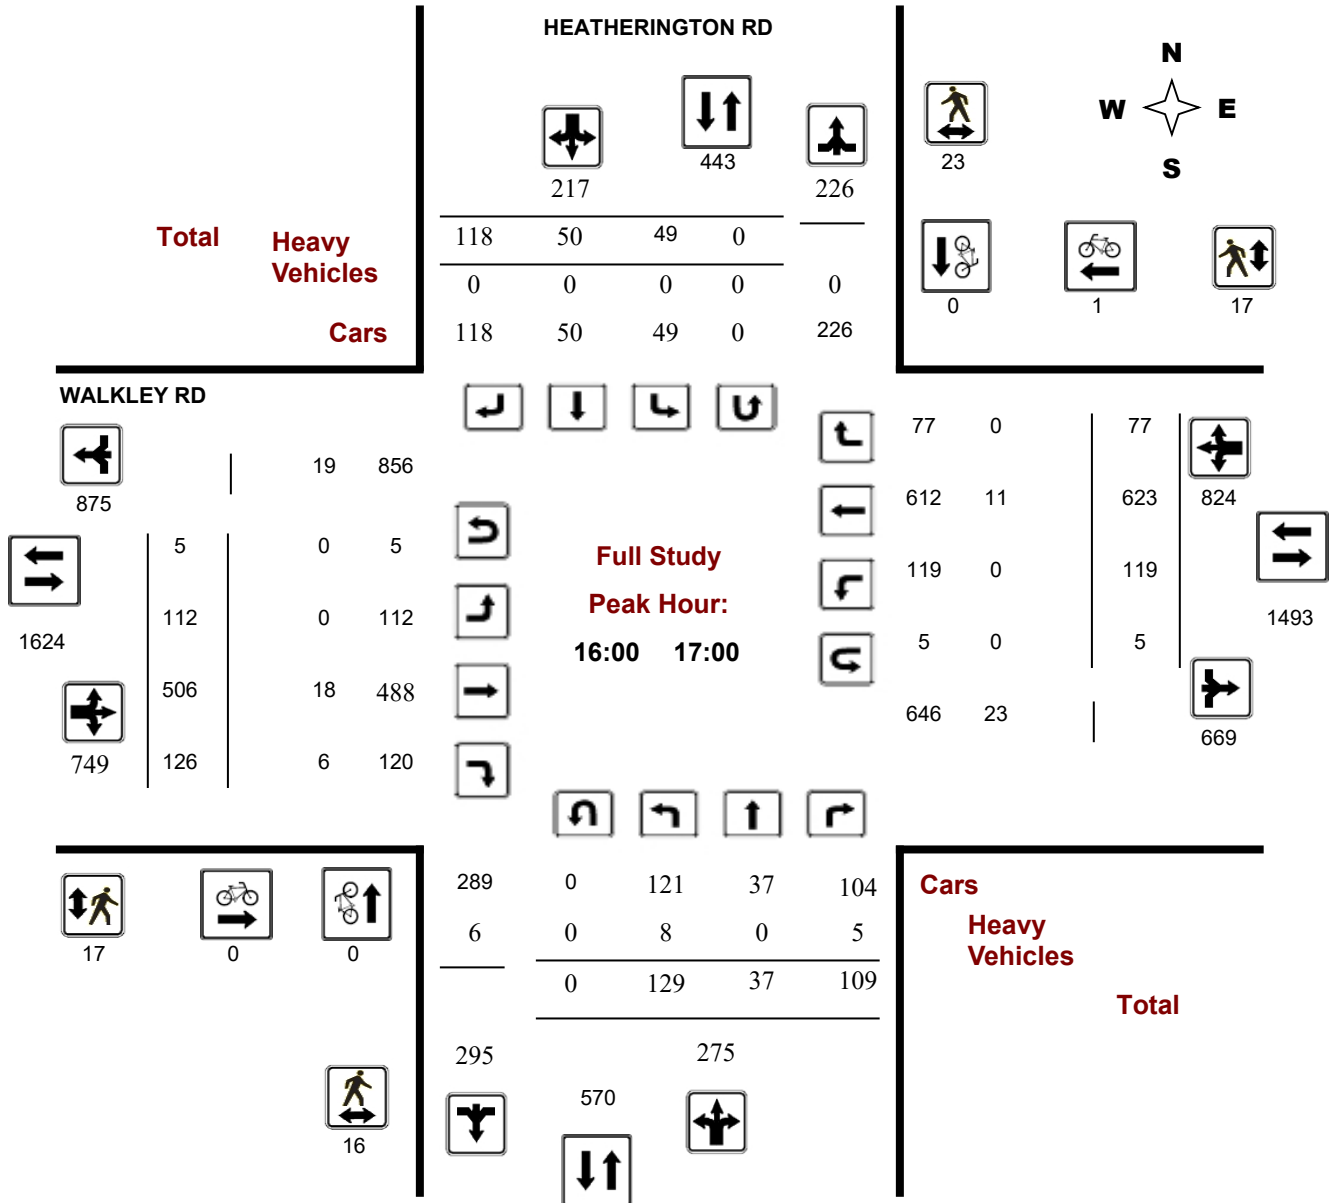 HEATHERINGTON RD
N
W E
S
23
443
217 226
Total Heavy Vehicles
118 50 49 0
0 0 0 0 0
0 1 17
Cars 118 50 49 0 226
WALKLEY RD
77 0 77
19 856
875
612 11 623 824
5 0 5
Full Study
119 0 119
Peak Hour:
112 0 112
1493
1624
16:00 17:00
5 0 5
506 18 488
646 23
669
749 126 6 120
289 0 121 37 104
Cars
6 0 8 0 5
Heavy
Vehicles
17 0 0
0 129 37 109
Total
295 275
570
16